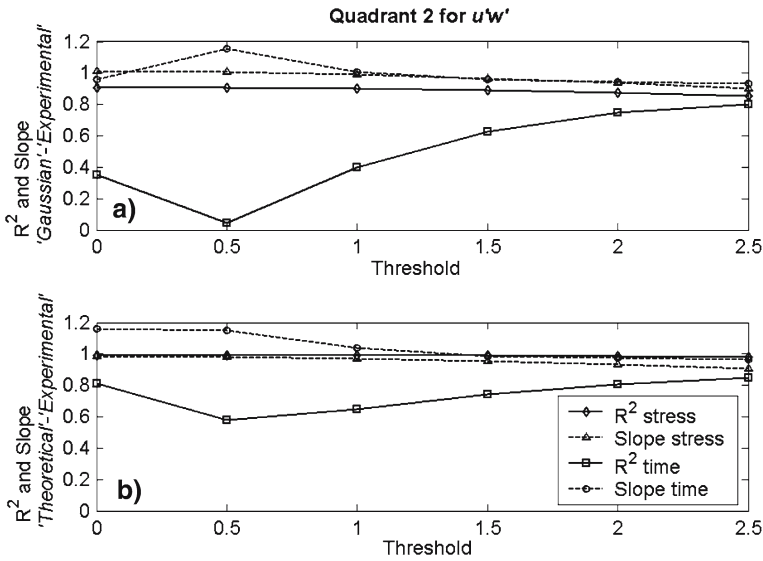 Quadrant 2 for u'w'
R² and Slope
'Gaussian'-'Experimental'
1.2
1
0.8
0.6
0.4
0.2
0
a)
0 0.5 1 1.5 2 2.5
Threshold
R² and Slope
'Theoretical'-'Experimental'
1.2
1
0.8
0.6
0.4
0.2
0
b)
R² stress
Slope stress
R² time
Slope time
0 0.5 1 1.5 2 2.5
Threshold